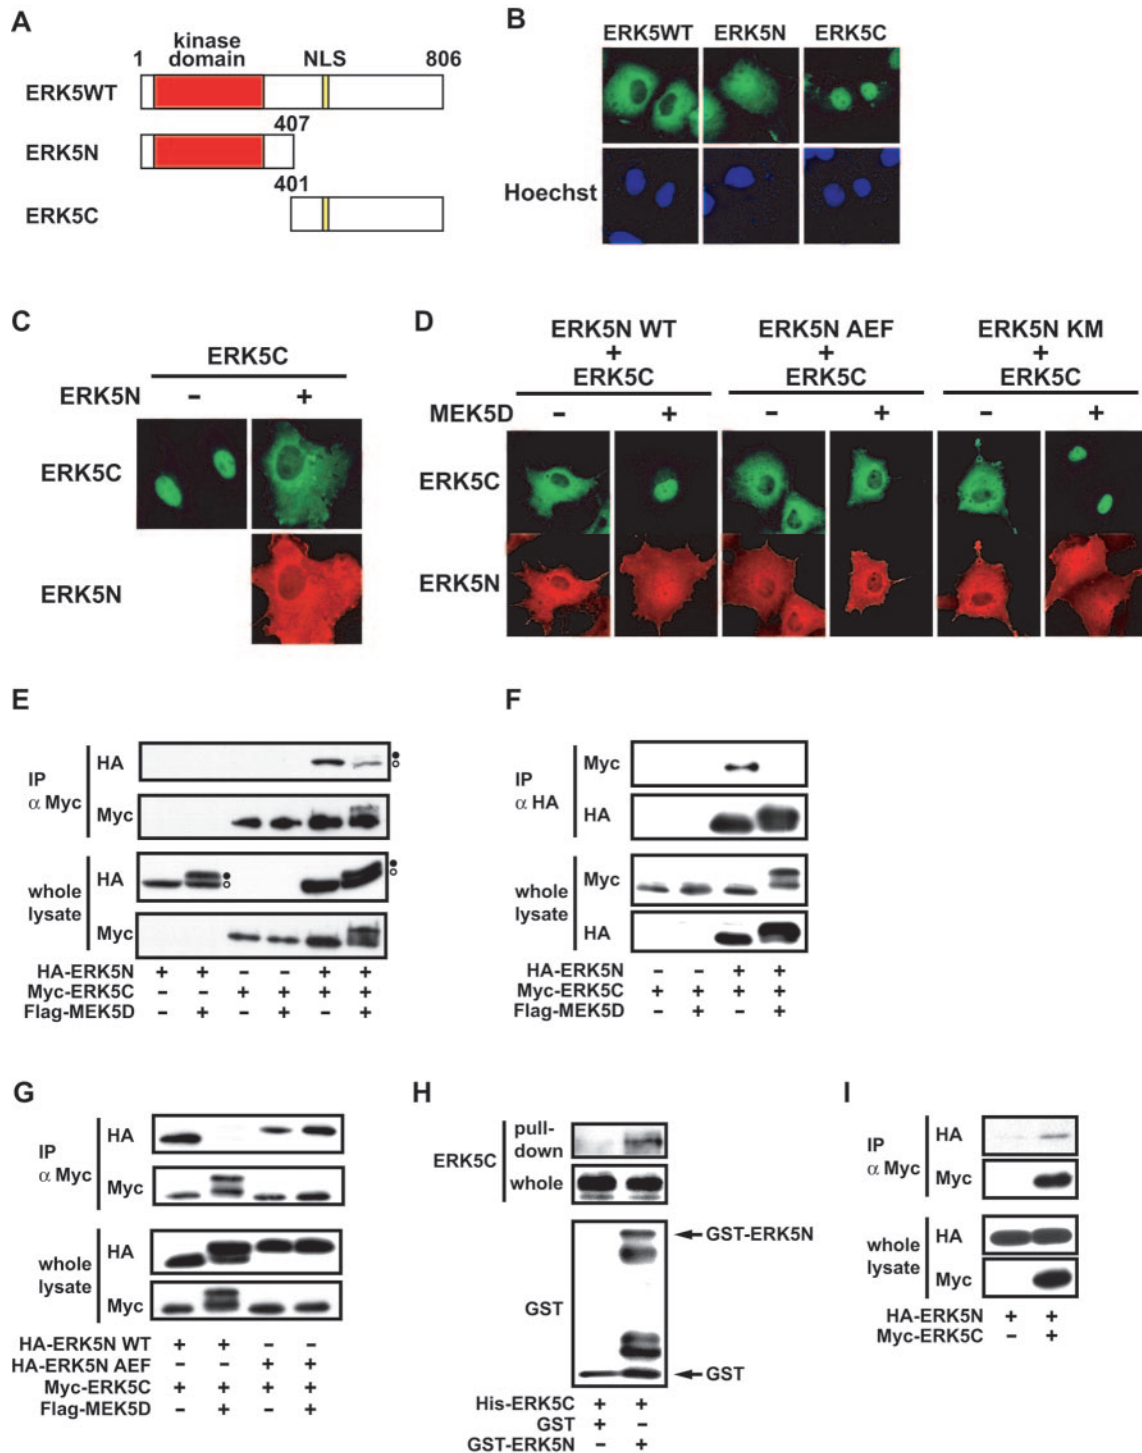 A
kinase
domain
1 NLS 806
ERK5WT
407
ERK5N
401
ERK5C
B
ERK5WT ERK5N ERK5C
Hoechst
C
ERK5C
ERK5N - +
ERK5C
ERK5N
D
ERK5N WT ERK5N AEF ERK5N KM
+ + +
ERK5C ERK5C ERK5C
MEK5D - + - + - +
ERK5C
ERK5N
E
IP
α Myc
HA
Myc
whole
lysate
HA
Myc
HA-ERK5N + + - - + +
Myc-ERK5C - - + + + +
Flag-MEK5D - + - + - +
F
IP
α HA
Myc
HA
whole
lysate
Myc
HA
HA-ERK5N - - + +
Myc-ERK5C + + + +
Flag-MEK5D - + - +
G
IP
α Myc
HA
Myc
whole
lysate
HA
Myc
HA-ERK5N WT + + - -
HA-ERK5N AEF - - + +
Myc-ERK5C + + + +
Flag-MEK5D - + - +
H
ERK5C
pull-
down
whole
GST-ERK5N
GST
GST
His-ERK5C + +
GST + -
GST-ERK5N - +
I
IP
α Myc
HA
Myc
whole
lysate
HA
Myc
HA-ERK5N + +
Myc-ERK5C - +